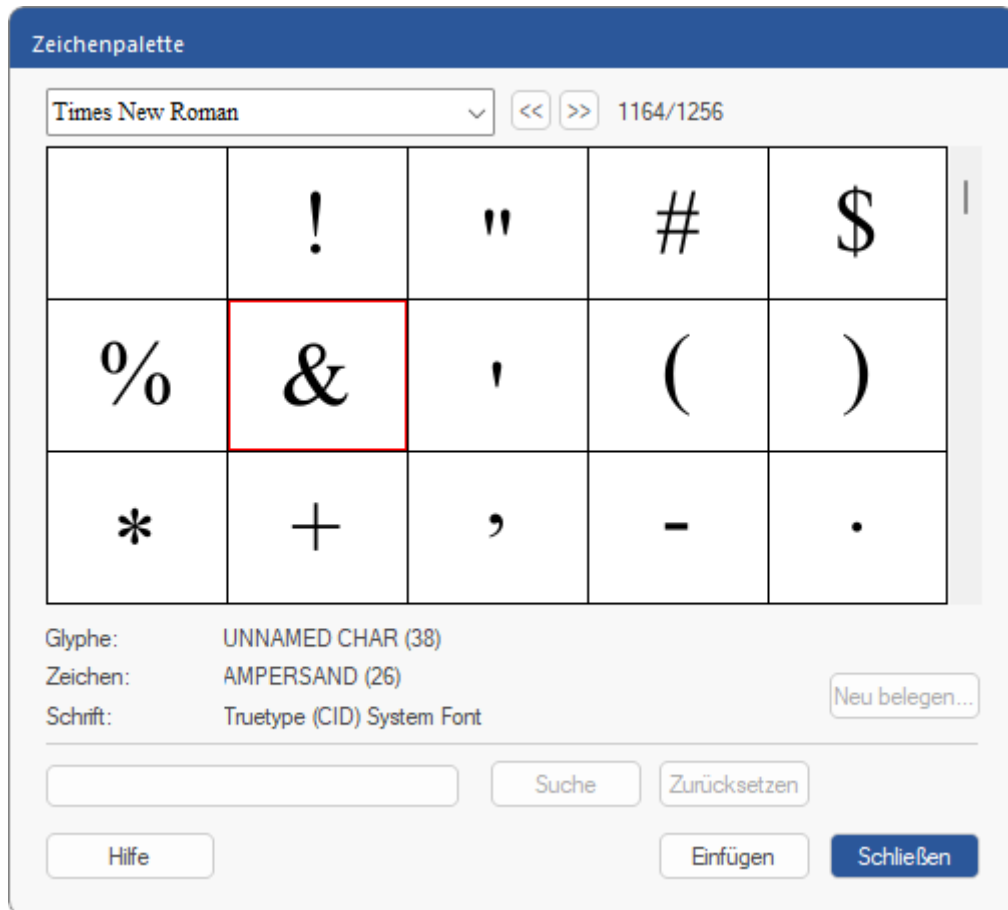 Zeichenpalette
Times New Roman << >> 1164/1256
! " # $
% & ' ( )
* + , - .
Glyphe: UNNAMED CHAR (38)
Zeichen: AMPERSAND (26)
Neu belegen...
Schrift: Truetype (CID) System Font
Suche Zurücksetzen
Hilfe Einfügen Schließen